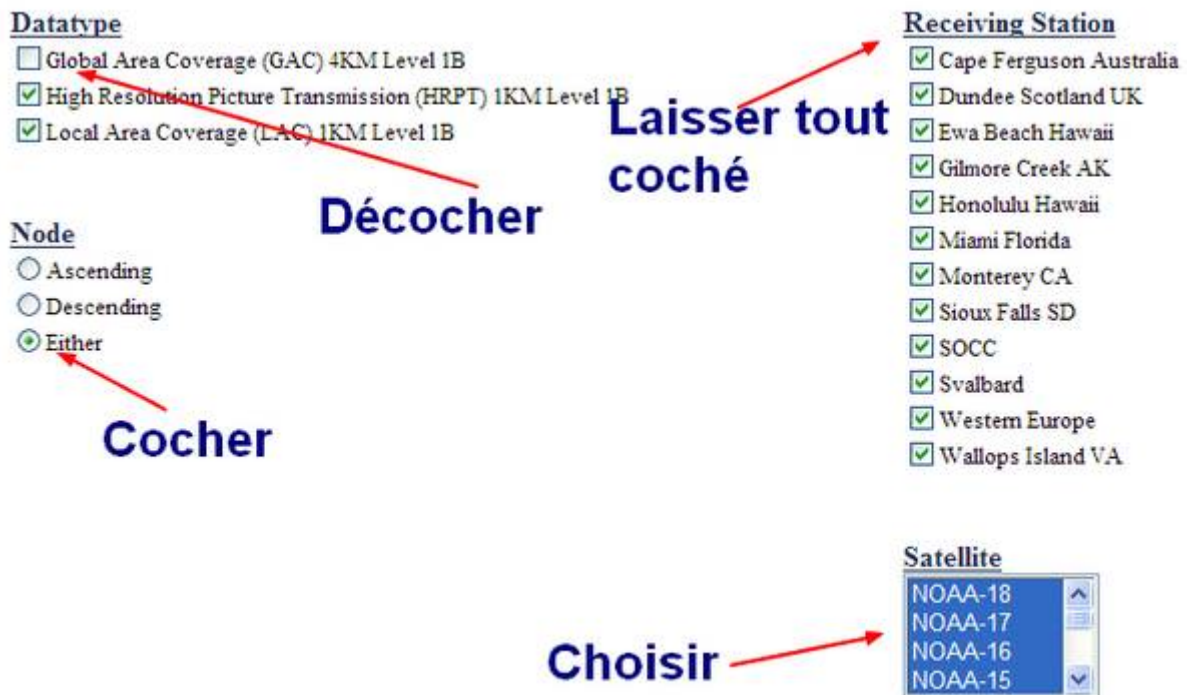 Datatype
Global Area Coverage (GAC) 4KM Level 1B
High Resolution Picture Transmission (HRPT) 1KM Level 1B
Local Area Coverage (LAC) 1KM Level 1B
Décocher
Node
Ascending
Descending
Either
Cocher
Laisser tout
coché
Receiving Station
Cape Ferguson Australia
Dundee Scotland UK
Ewa Beach Hawaii
Gilmore Creek AK
Honolulu Hawaii
Miami Florida
Monterey CA
Sioux Falls SD
SOCC
Svalbard
Western Europe
Wallops Island VA
Choisir
Satellite
NOAA-18
NOAA-17
NOAA-16
NOAA-15